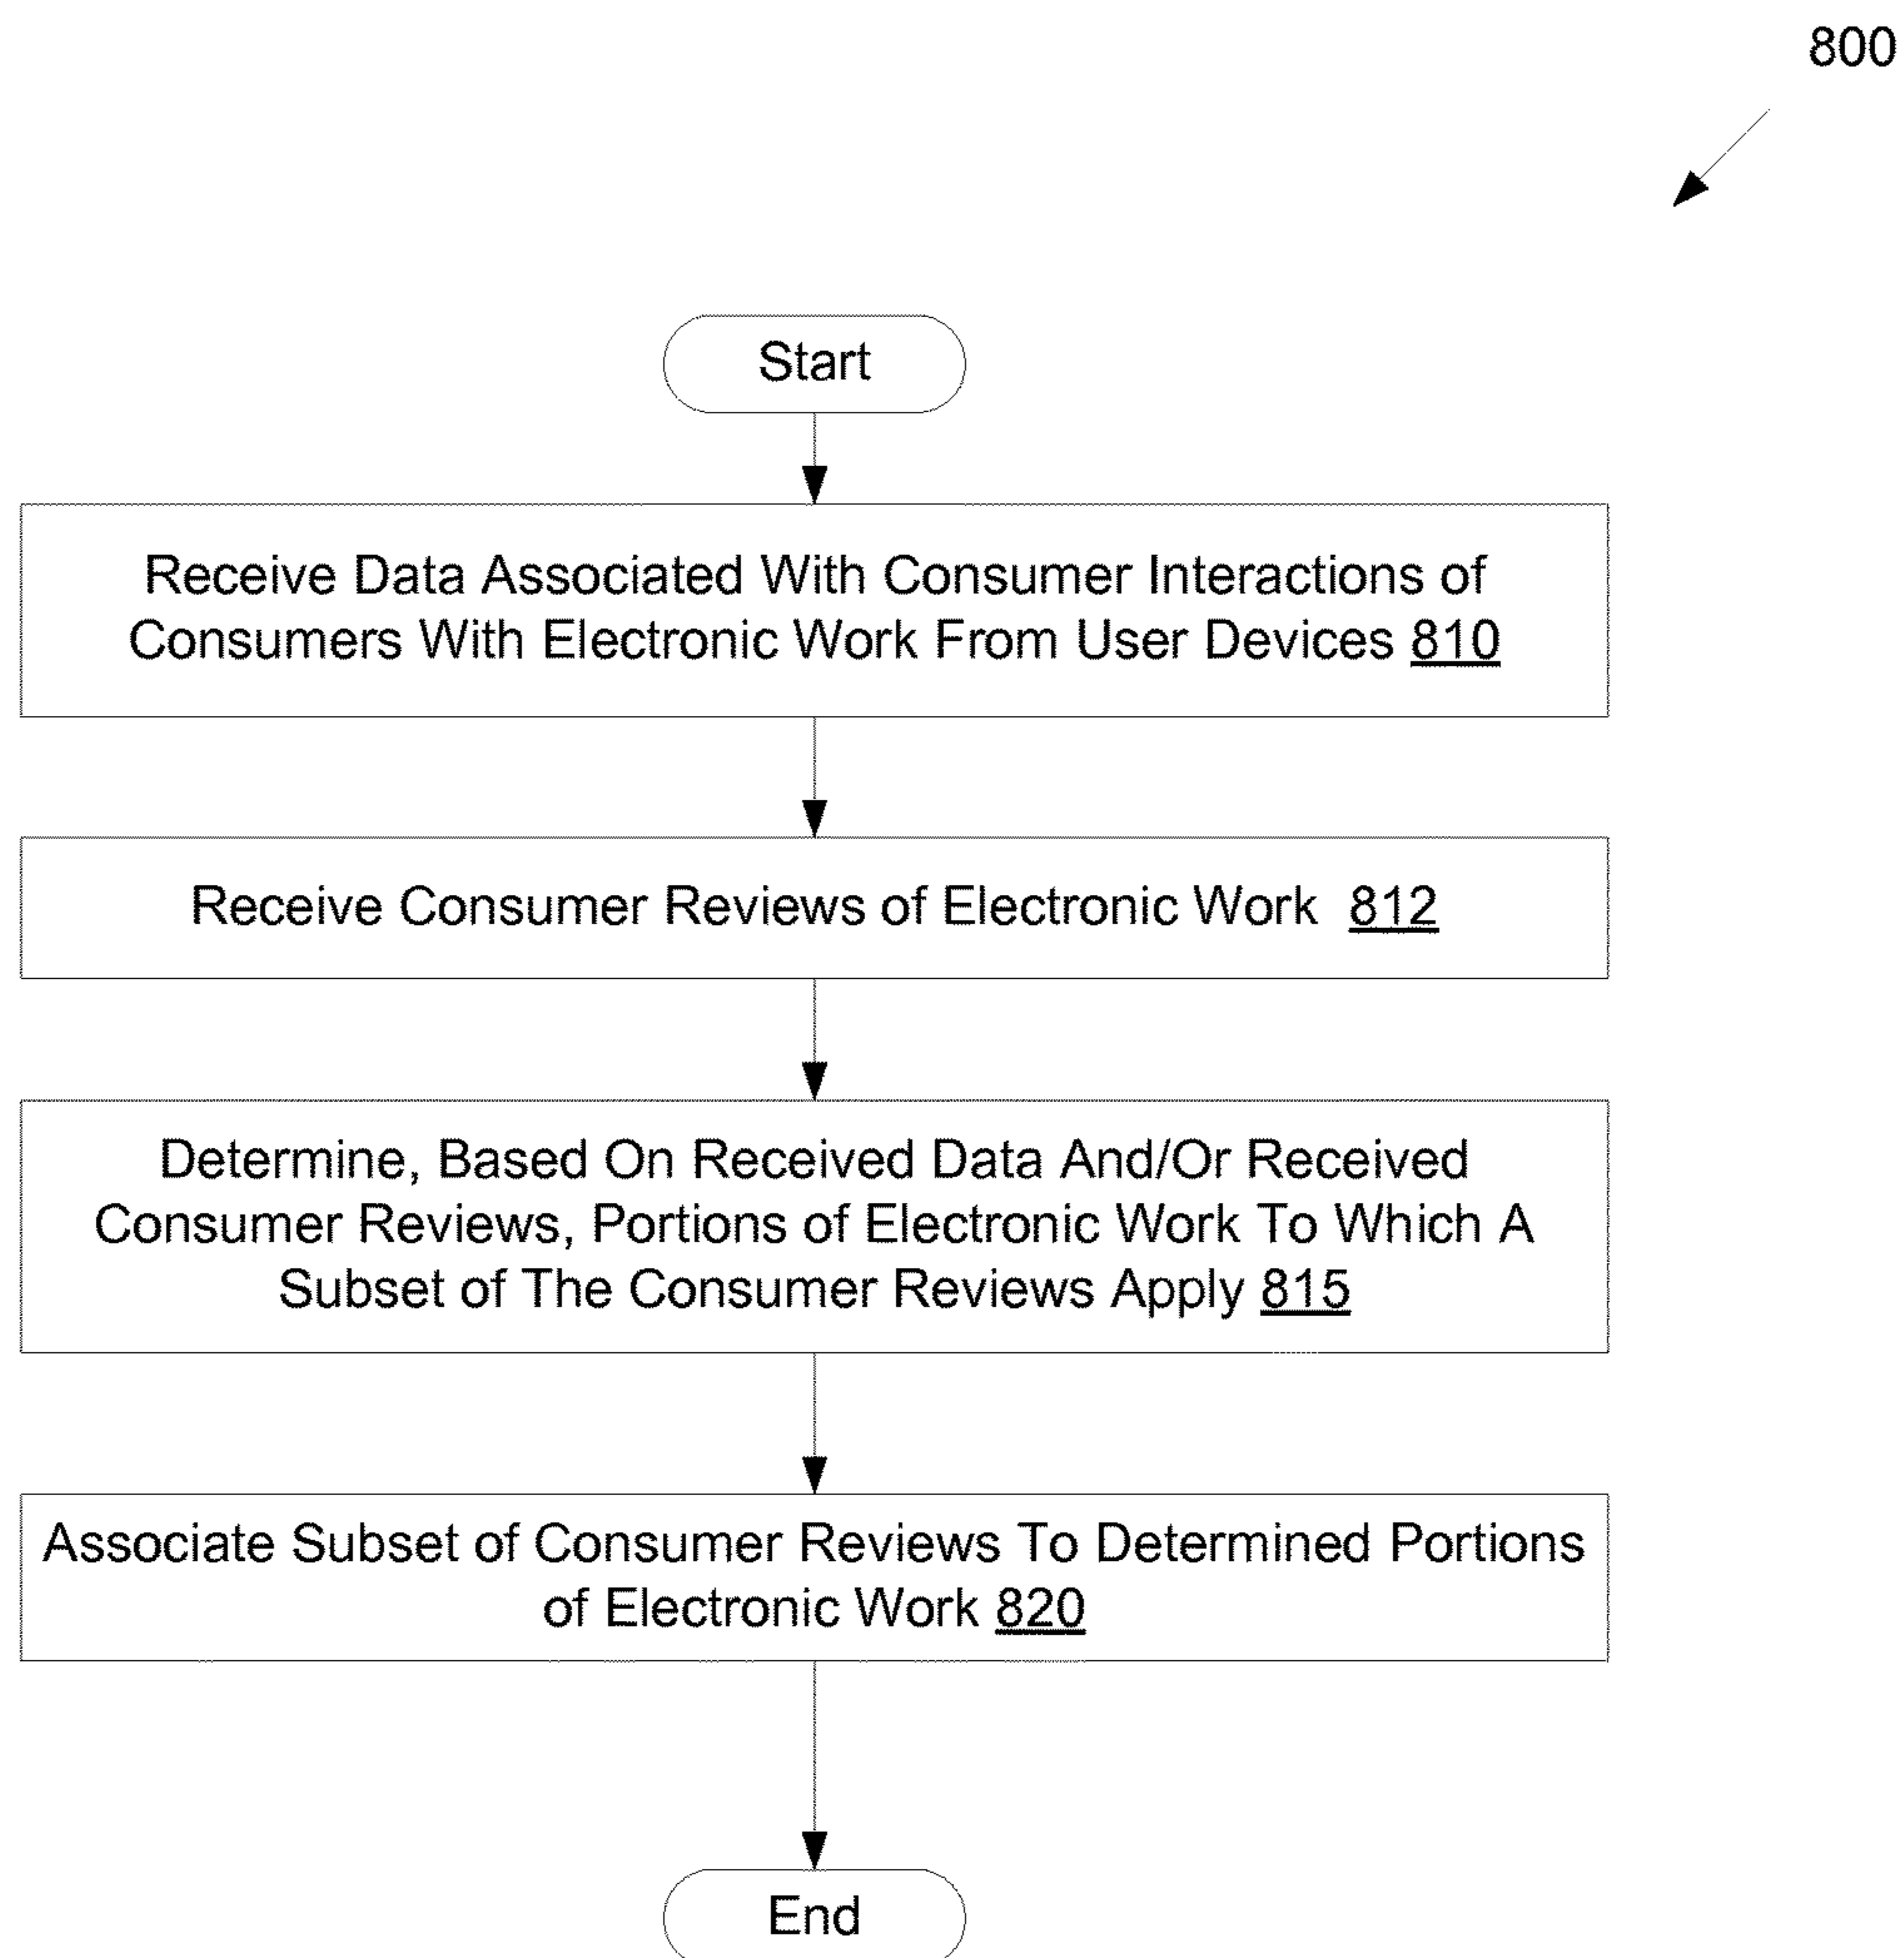 800
Start
Receive Data Associated With Consumer Interactions of
Consumers With Electronic Work From User Devices 810
Receive Consumer Reviews of Electronic Work 812
Determine, Based On Received Data And/Or Received
Consumer Reviews, Portions of Electronic Work To Which A
Subset of The Consumer Reviews Apply 815
Associate Subset of Consumer Reviews To Determined Portions
of Electronic Work 820
End